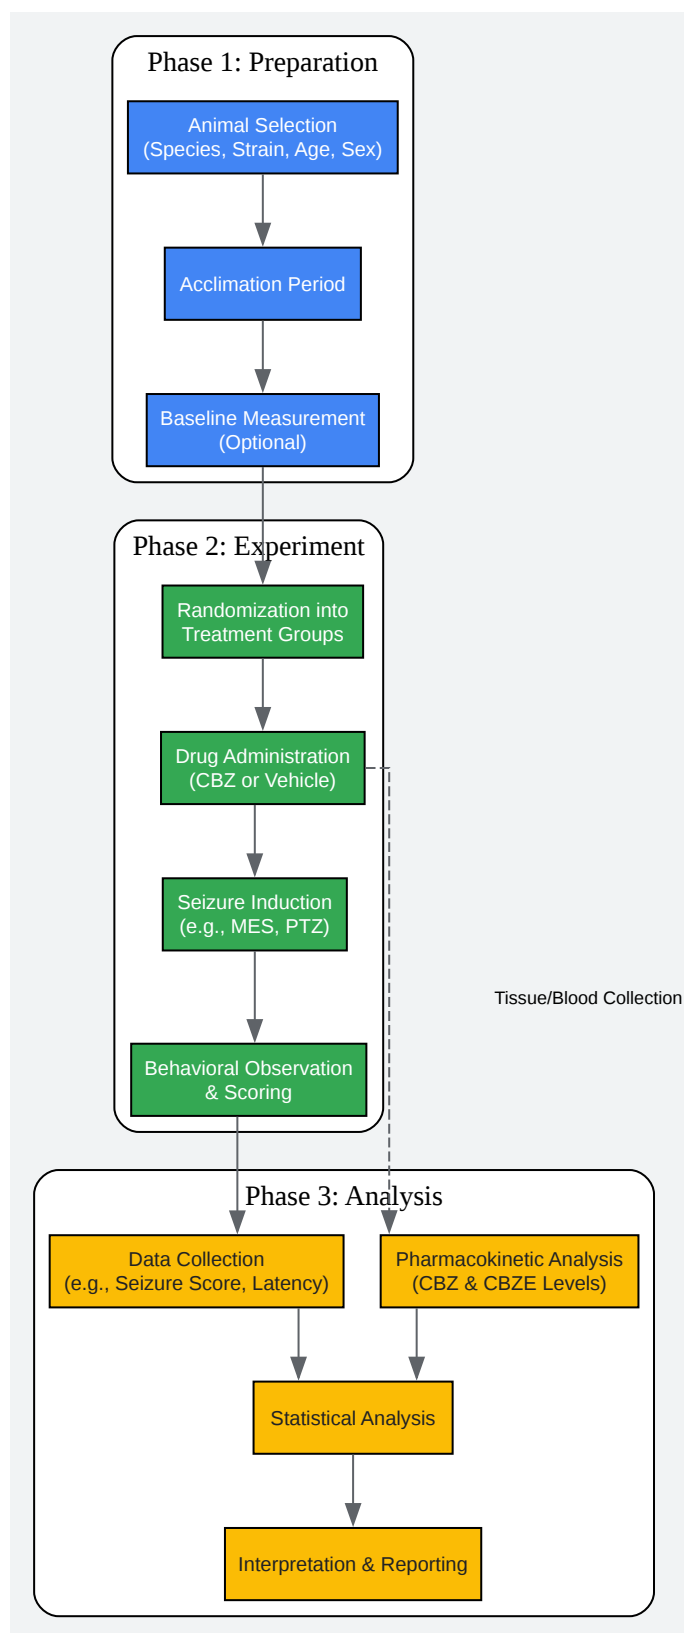 Phase 1: Preparation
Animal Selection
(Species, Strain, Age, Sex)
Acclimation Period
Baseline Measurement
(Optional)
Phase 2: Experiment
Randomization into
Treatment Groups
Drug Administration
(CBZ or Vehicle)
Seizure Induction
(e.g., MES, PTZ)
Tissue/Blood Collection
Behavioral Observation
& Scoring
Phase 3: Analysis
Data Collection
(e.g., Seizure Score, Latency)
Pharmacokinetic Analysis
(CBZ & CBZE Levels)
Statistical Analysis
Interpretation & Reporting